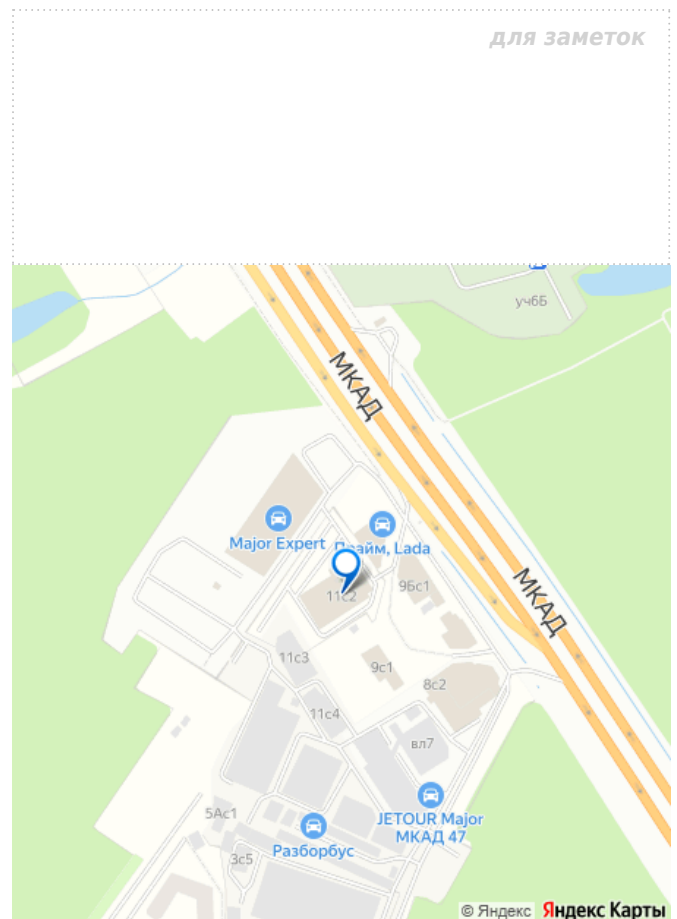 для заметок
уч6Б
МКАД
Major Expert
Прайм, Lada
11с2
9Бс1
МКАД
11с3
9с1
8с2
11с4
вл7
5Ас1
JETOUR Major
МКАД 47
Разборбус
3с5
© Яндекс Яндекс Карты